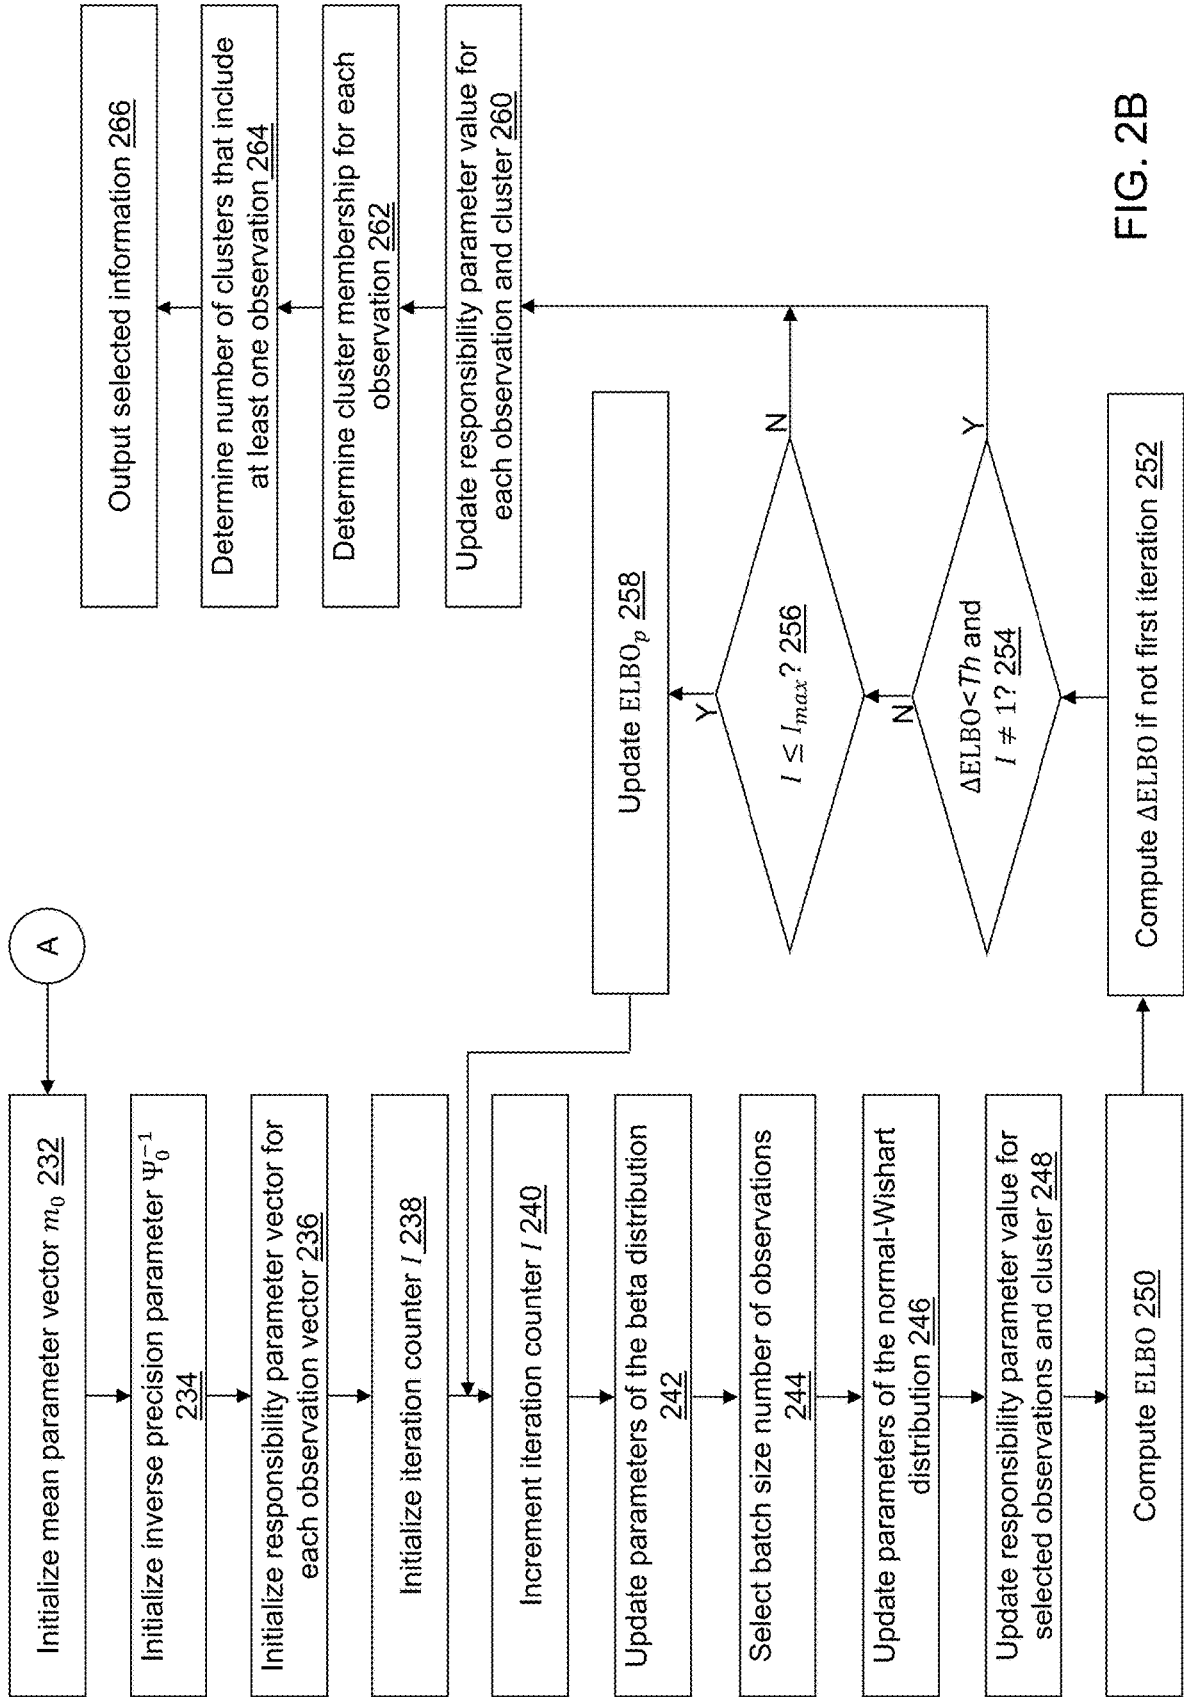 A
Initialize mean parameter vector m₀ 232
Initialize inverse precision parameter Ψ₀⁻¹
234
Initialize responsibility parameter vector for
each observation vector 236
Initialize iteration counter I 238
Increment iteration counter I 240
Update parameters of the beta distribution
242
Select batch size number of observations
244
Update parameters of the normal-Wishart
distribution 246
Update responsibility parameter value for
selected observations and cluster 248
Compute ELBO 250
Compute ΔELBO if not first iteration 252
ΔELBO<Th and
I ≠ 1? 254
Y
N
I ≤ Iₘₐₓ? 256
N
Y
Update ELBOₚ 258
Update responsibility parameter value for
each observation and cluster 260
Determine cluster membership for each
observation 262
Determine number of clusters that include
at least one observation 264
Output selected information 266
FIG. 2B